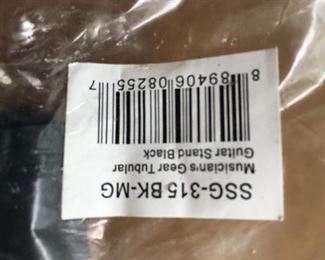 SSG-315 BK-MG
Musician's Gear Tubular
Guitar Stand Black
8 89406 08255 7